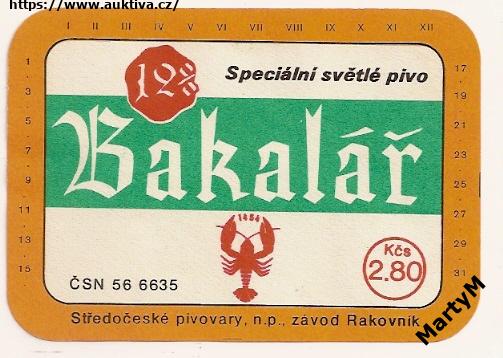 https://www.auktiva.cz/
I II III IV V VI VII VIII IX X XI XII
12%
Speciální světlé pivo
1 · 3 · 5 · 7 · 9 · 11 · 13 · 15 ·
17 · 19 · 21 · 23 · 25 · 27 · 29 · 31
Bakalář
1454
Kčs
2.80
ČSN 56 6635
Středočeské pivovary, n.p., závod Rakovník
MartyM